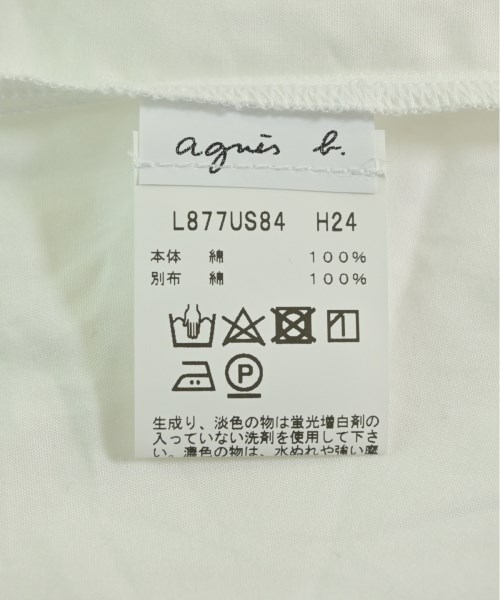 agnès b.
L877US84 H24
本体 綿 100%
別布 綿 100%
P
生成り、淡色の物は蛍光増白剤の
入っていない洗剤を使用して下さ
い。濃色の物は、水ぬれや強い摩